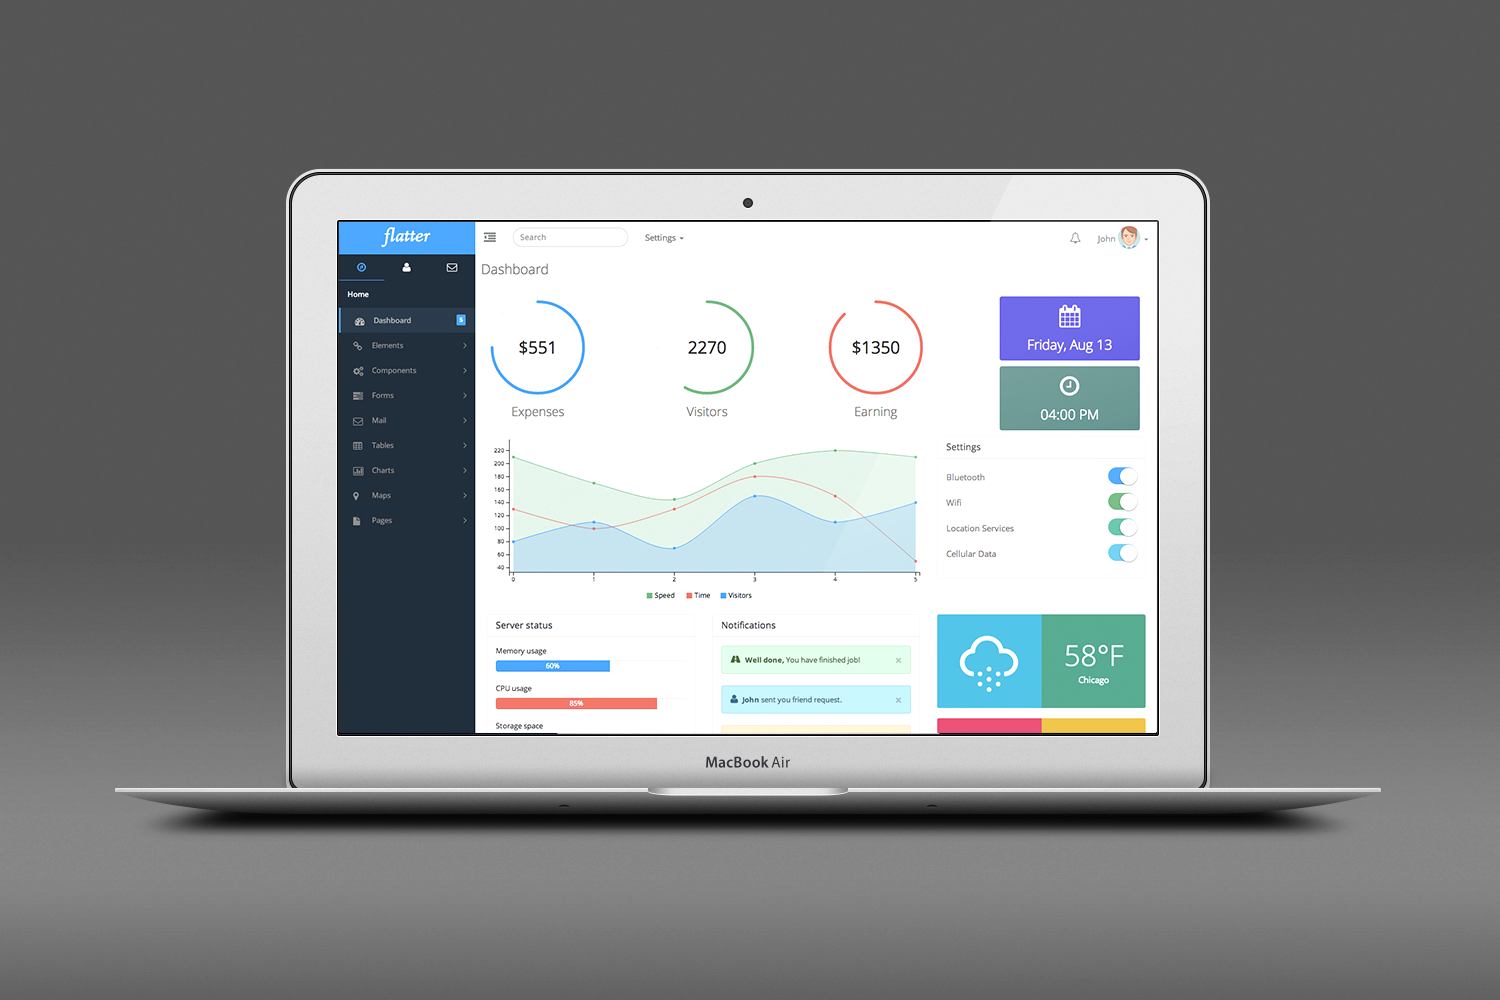 flatter
Search
Settings
John
Home
Dashboard
5
Elements
Components
Forms
Mail
Tables
Charts
Maps
Pages
Dashboard
$551
Expenses
2270
Visitors
$1350
Earning
Friday, Aug 13
04:00 PM
220
200
180
160
140
120
100
80
60
40
0 1 2 3 4 5
Speed Time Visitors
Settings
Bluetooth
Wifi
Location Services
Cellular Data
Server status
Memory usage
60%
CPU usage
85%
Storage space
Notifications
Well done, You have finished job!
John sent you friend request.
58°F
Chicago
MacBook Air